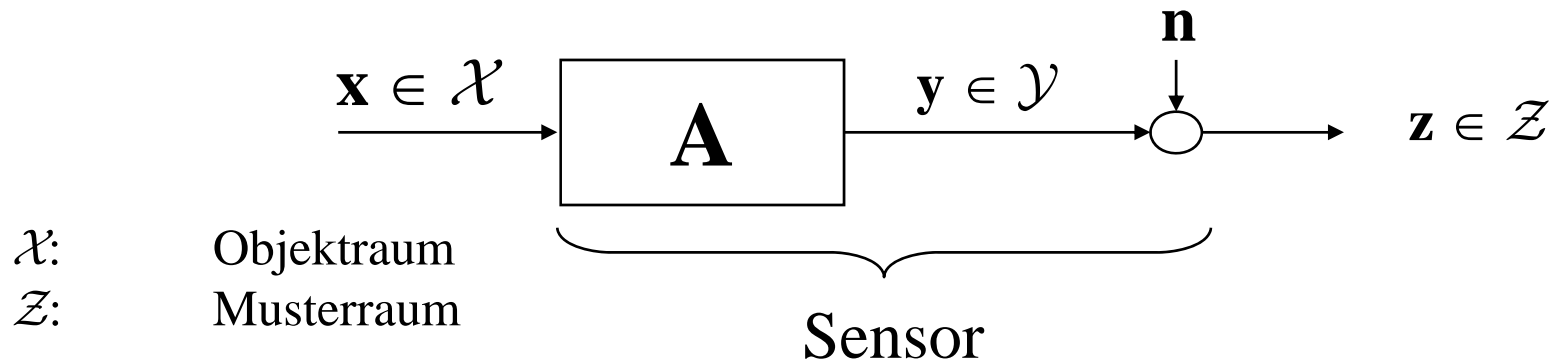 n
x ∈ 𝒳
A
y ∈ 𝒴
z ∈ 𝒵
𝒳: Objektraum
𝒵: Musterraum
Sensor